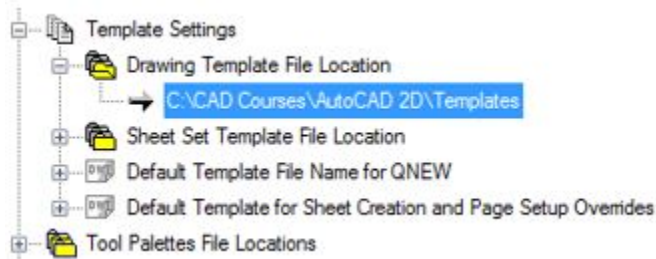 Template Settings
Drawing Template File Location
C:\CAD Courses\AutoCAD 2D\Templates
Sheet Set Template File Location
Default Template File Name for QNEW
Default Template for Sheet Creation and Page Setup Overrides
Tool Palettes File Locations